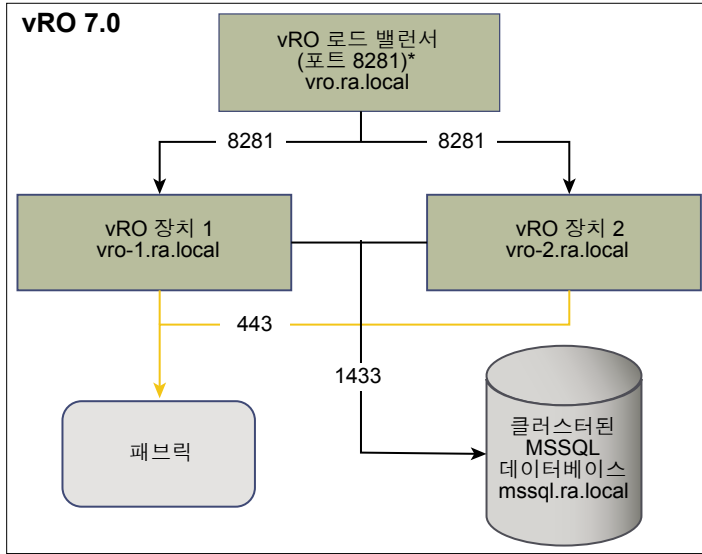 vRO 7.0
vRO 로드 밸런서
(포트 8281)*
vro.ra.local
8281
8281
vRO 장치 1
vro-1.ra.local
vRO 장치 2
vro-2.ra.local
443
1433
패브릭
클러스터된
MSSQL
데이터베이스
mssql.ra.local